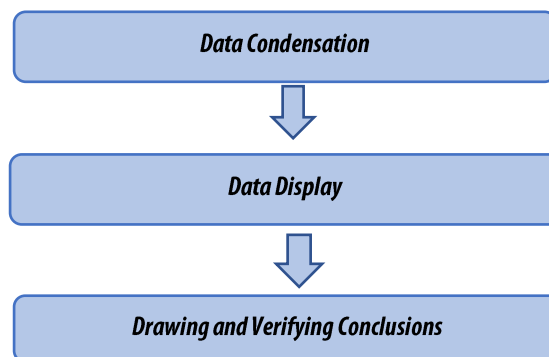 Data Condensation
Data Display
Drawing and Verifying Conclusions